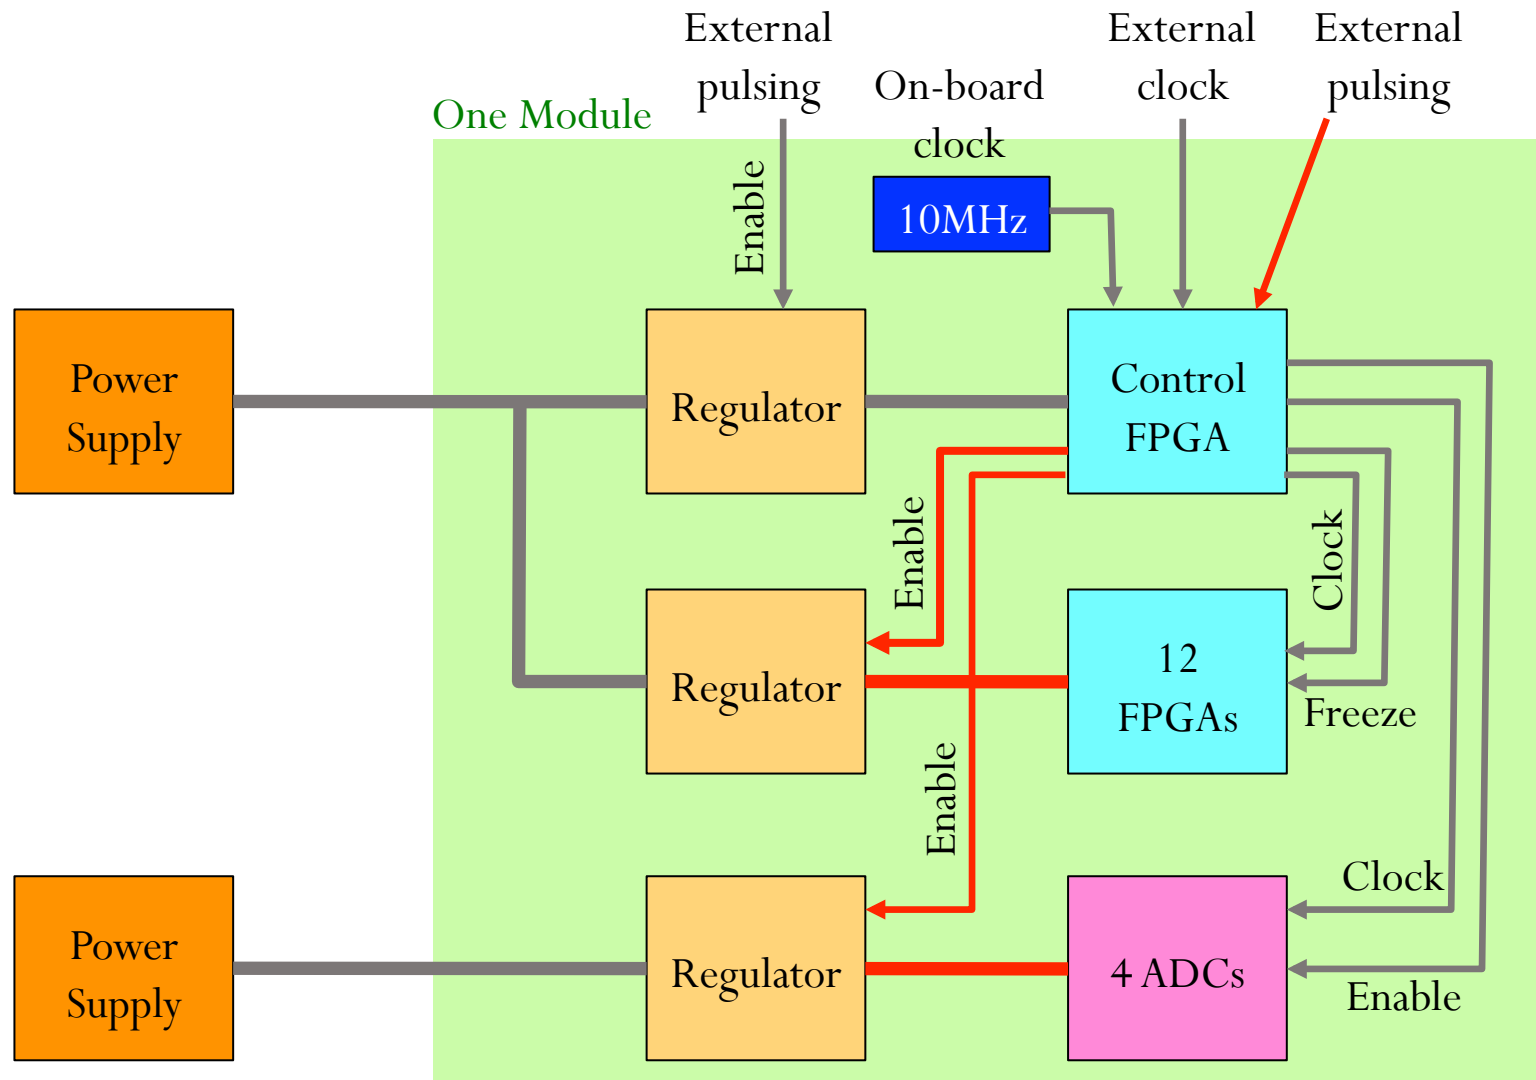 External
pulsing
On-board
clock
External
clock
External
pulsing
One Module
Enable
10MHz
Power
Supply
Regulator
Control
FPGA
Enable
Clock
Regulator
12
FPGAs
Freeze
Enable
Clock
Power
Supply
Regulator
4 ADCs
Enable